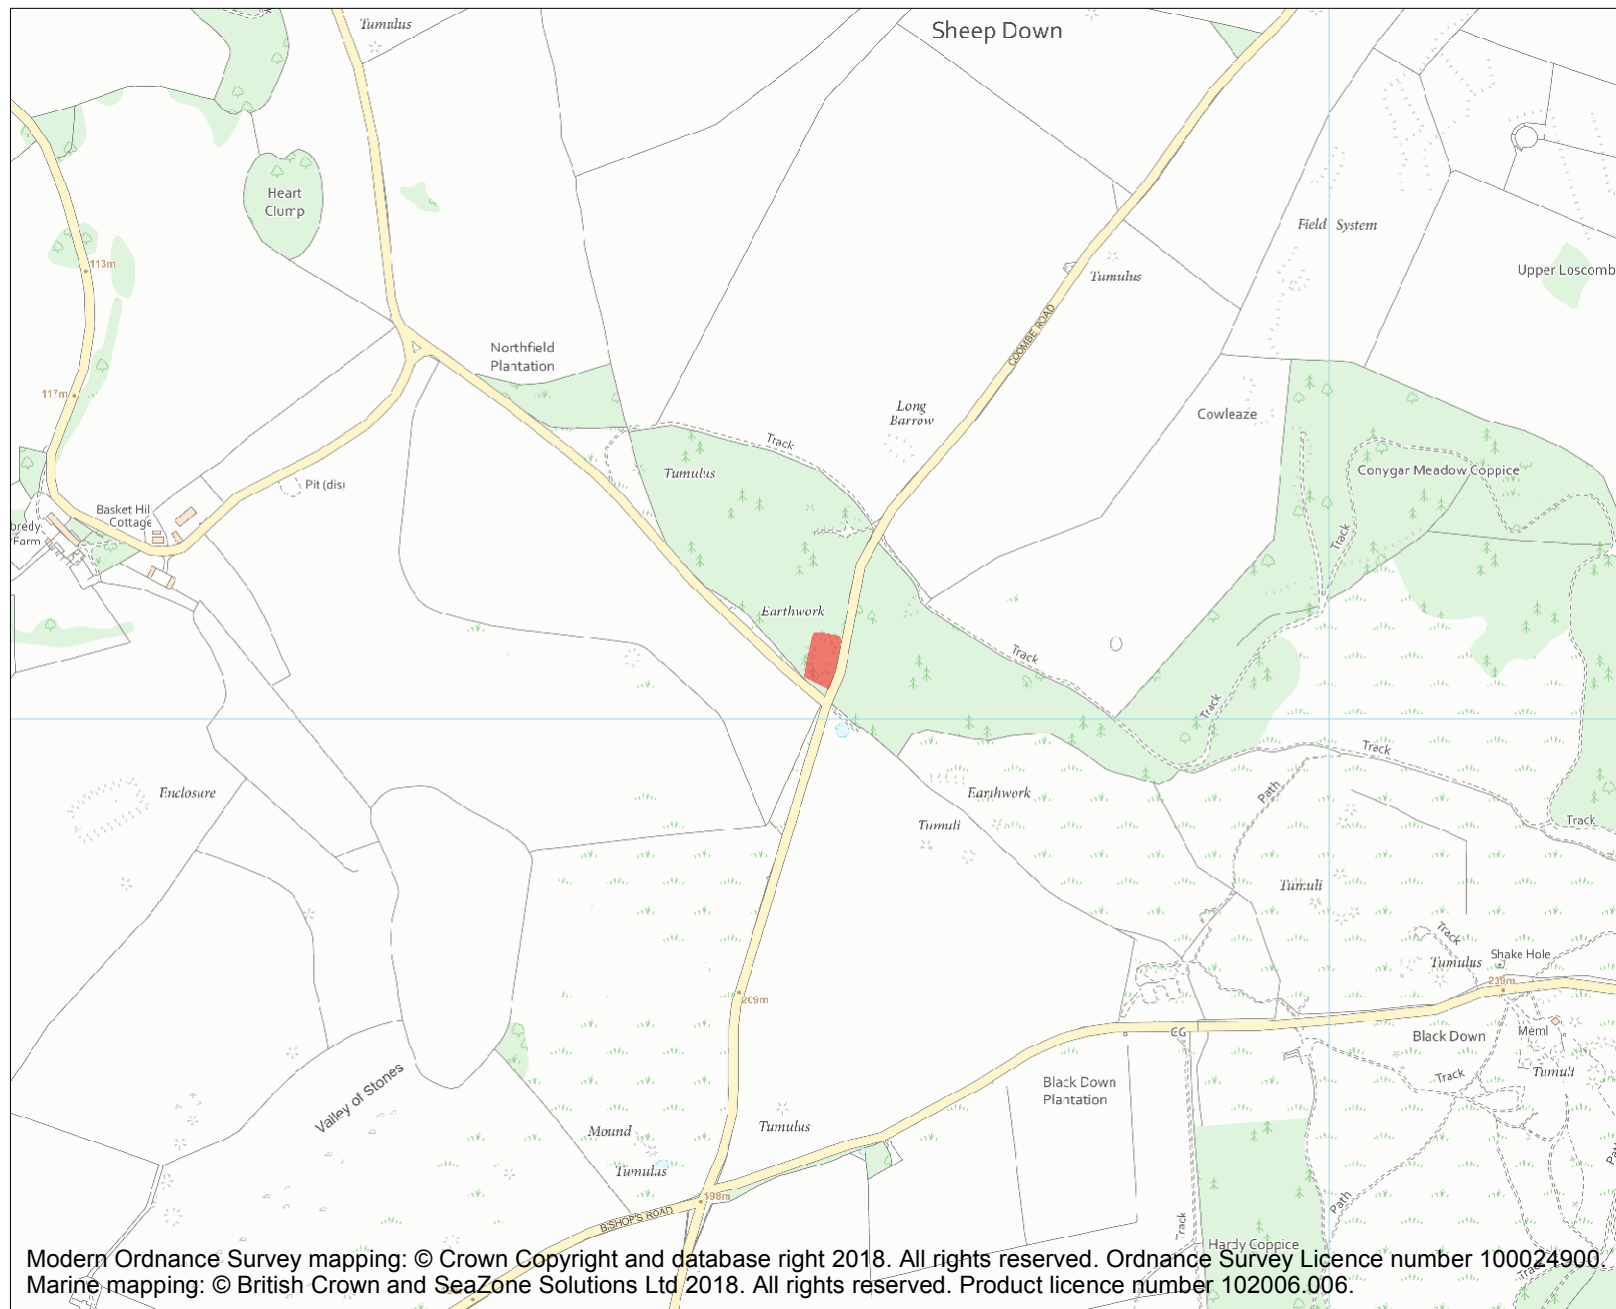 Tumulus
Sheep Down
Heart
Clump
Field System
113m
Tumulus
Upper Loscomb
COOMBE ROAD
Northfield
Plantation
117m
Long
Barrow
Cowleaze
Track
Tumulus
Conygar Meadow Coppice
Pit (dis)
Basket Hil
Cottage
bredy
Farm
Track
Earthwork
Track
Track
Track
Path
Enclosure
Earthwork
Tumuli
Track
Tumuli
Track
Tumulus
Shake Hole
239m
209m
CG
Black Down
Meml
Valley of Stones
Track
Tumuli
Black Down
Plantation
Mound
Tumulus
Tumulus
198m
BISHOP'S ROAD
Path
Track
Hardy Coppice
Track
Modern Ordnance Survey mapping: © Crown Copyright and database right 2018. All rights reserved. Ordnance Survey Licence number 100024900.
Marine mapping: © British Crown and SeaZone Solutions Ltd 2018. All rights reserved. Product licence number 102006.006.